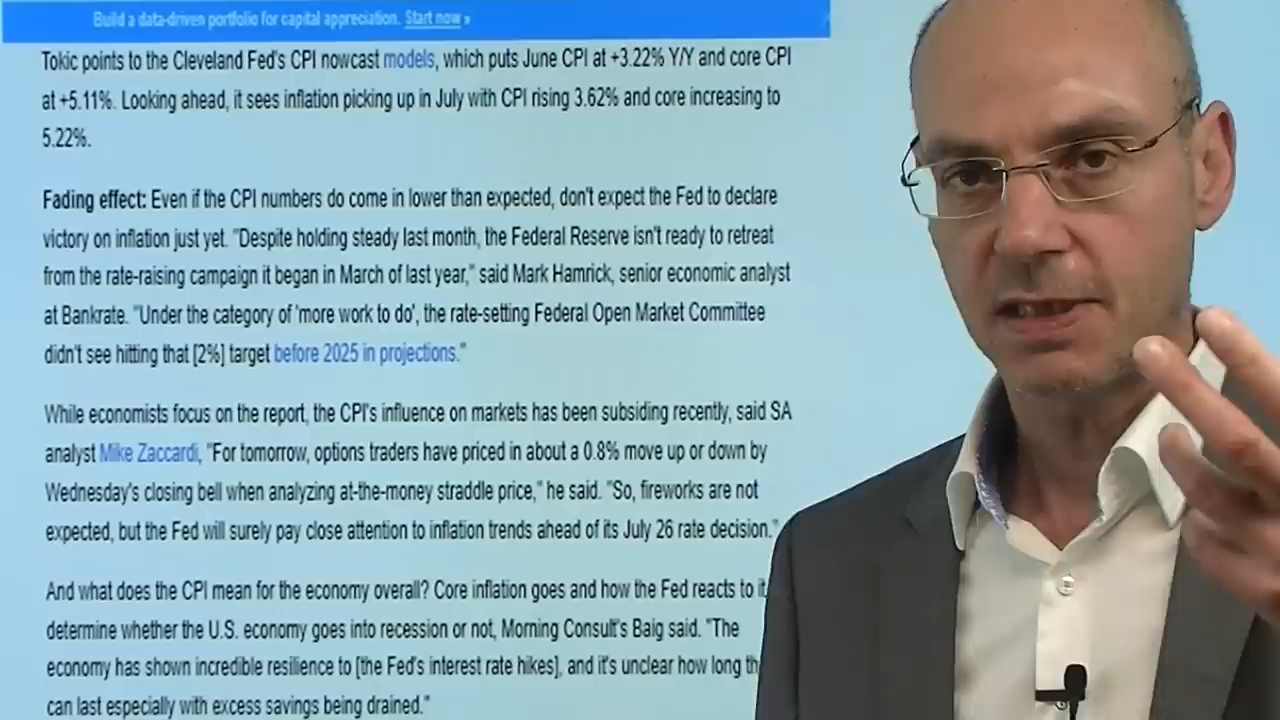 Build a data-driven portfolio for capital appreciation. Start now »
Tokic points to the Cleveland Fed's CPI nowcast models, which puts June CPI at +3.22% Y/Y and core CPI
at +5.11%. Looking ahead, it sees inflation picking up in July with CPI rising 3.62% and core increasing to
5.22%.
Fading effect: Even if the CPI numbers do come in lower than expected, don't expect the Fed to declare
victory on inflation just yet. "Despite holding steady last month, the Federal Reserve isn't ready to retreat
from the rate-raising campaign it began in March of last year," said Mark Hamrick, senior economic analyst
at Bankrate. "Under the category of 'more work to do', the rate-setting Federal Open Market Committee
didn't see hitting that [2%] target before 2025 in projections."
While economists focus on the report, the CPI's influence on markets has been subsiding recently, said SA
analyst Mike Zaccardi, "For tomorrow, options traders have priced in about a 0.8% move up or down by
Wednesday's closing bell when analyzing at-the-money straddle price," he said. "So, fireworks are not
expected, but the Fed will surely pay close attention to inflation trends ahead of its July 26 rate decision."
And what does the CPI mean for the economy overall? Core inflation goes and how the Fed reacts to it
determine whether the U.S. economy goes into recession or not, Morning Consult's Baig said. "The
economy has shown incredible resilience to [the Fed's interest rate hikes], and it's unclear how long th
can last especially with excess savings being drained."